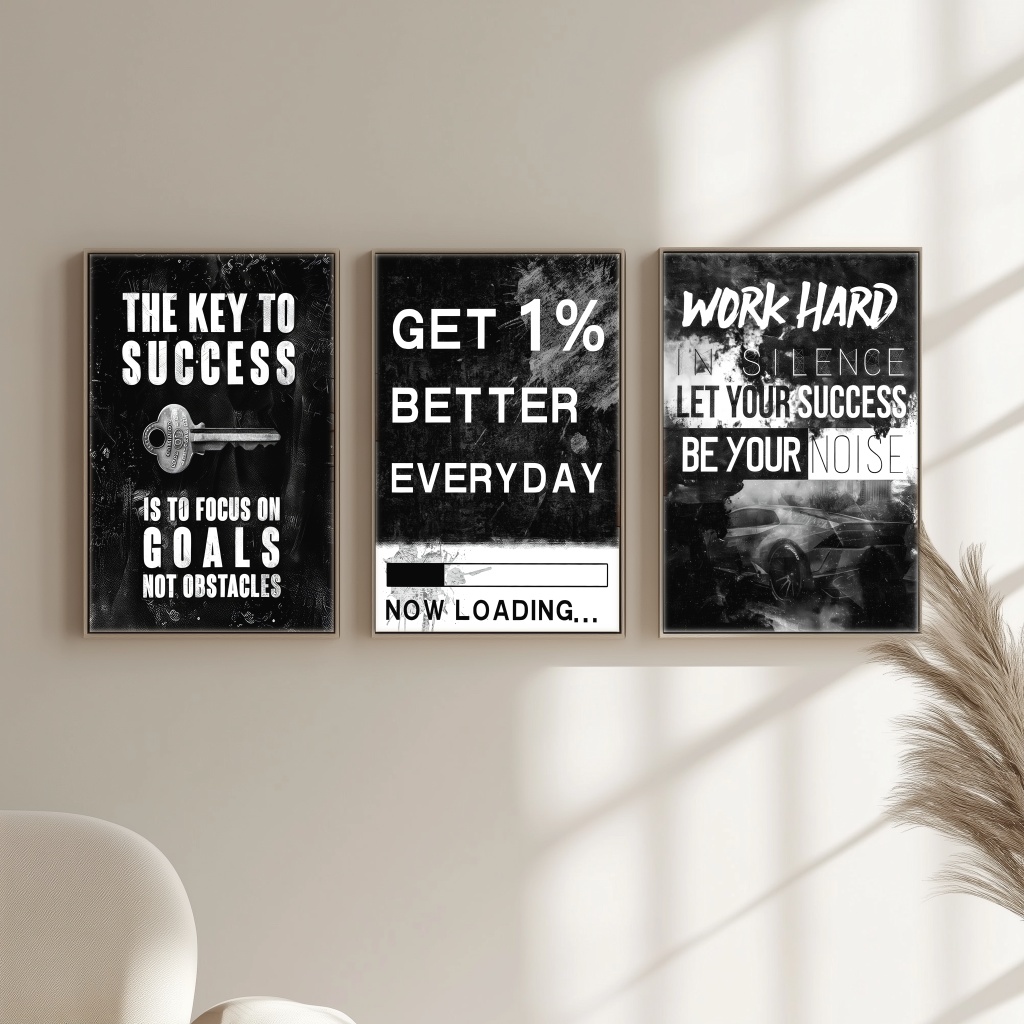 THE KEY TO
SUCCESS
IS TO FOCUS ON
GOALS
NOT OBSTACLES
GET 1%
BETTER
EVERYDAY
NOW LOADING...
WORK HARD
IN SILENCE
LET YOUR SUCCESS
BE YOUR NOISE